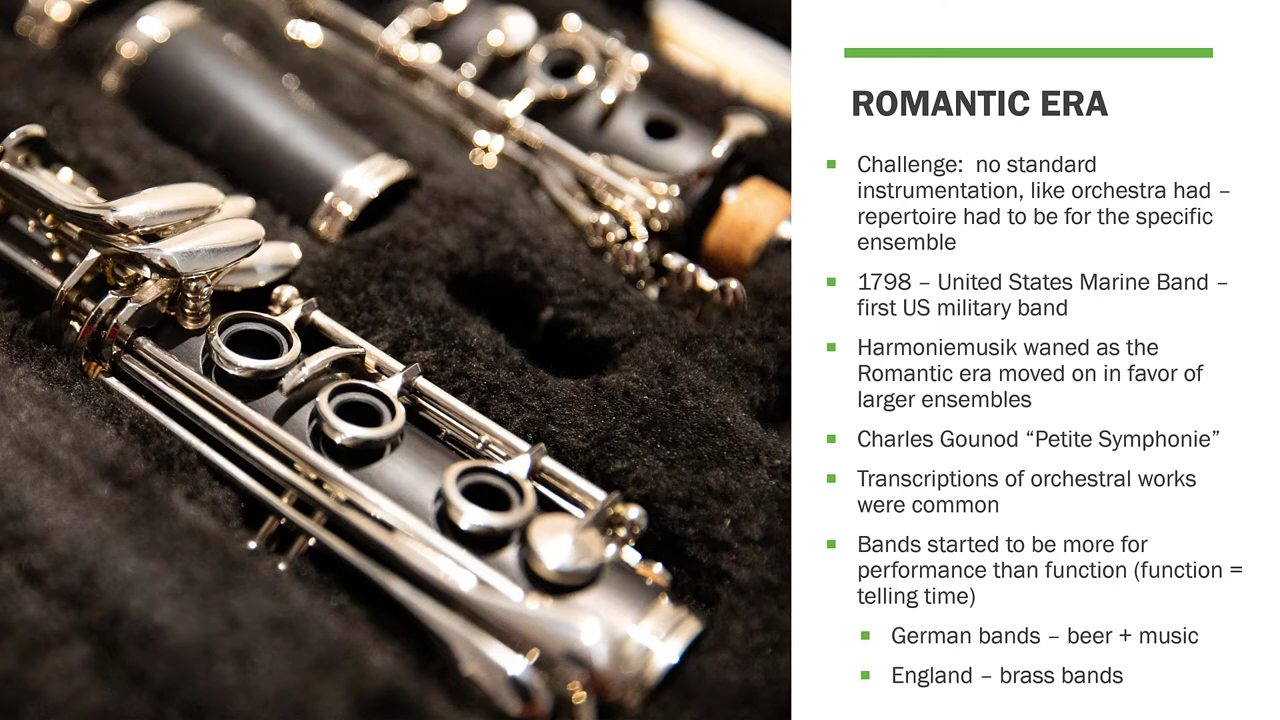 ROMANTIC ERA
Challenge:  no standard
instrumentation, like orchestra had –
repertoire had to be for the specific
ensemble
1798 – United States Marine Band –
first US military band
Harmoniemusik waned as the
Romantic era moved on in favor of
larger ensembles
Charles Gounod “Petite Symphonie”
Transcriptions of orchestral works
were common
Bands started to be more for
performance than function (function =
telling time)
German bands – beer + music
England – brass bands